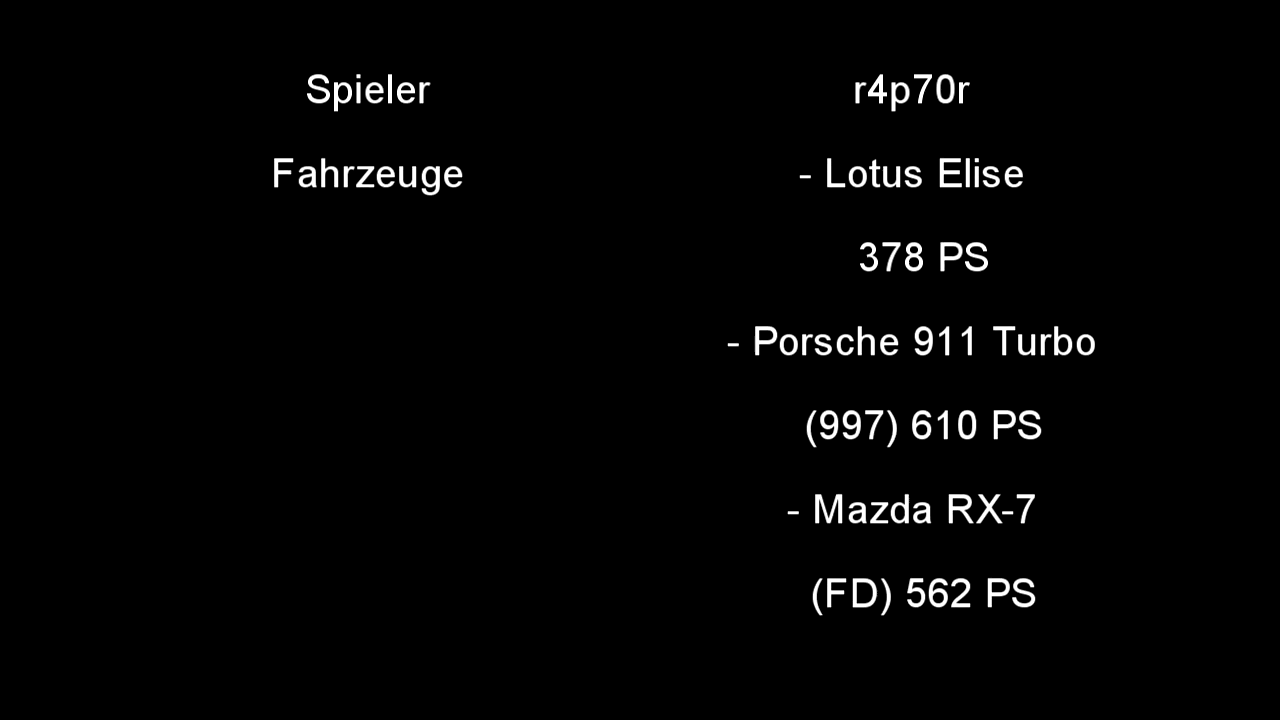 Spieler r4p70r
Fahrzeuge - Lotus Elise
378 PS
- Porsche 911 Turbo
(997) 610 PS
- Mazda RX-7
(FD) 562 PS